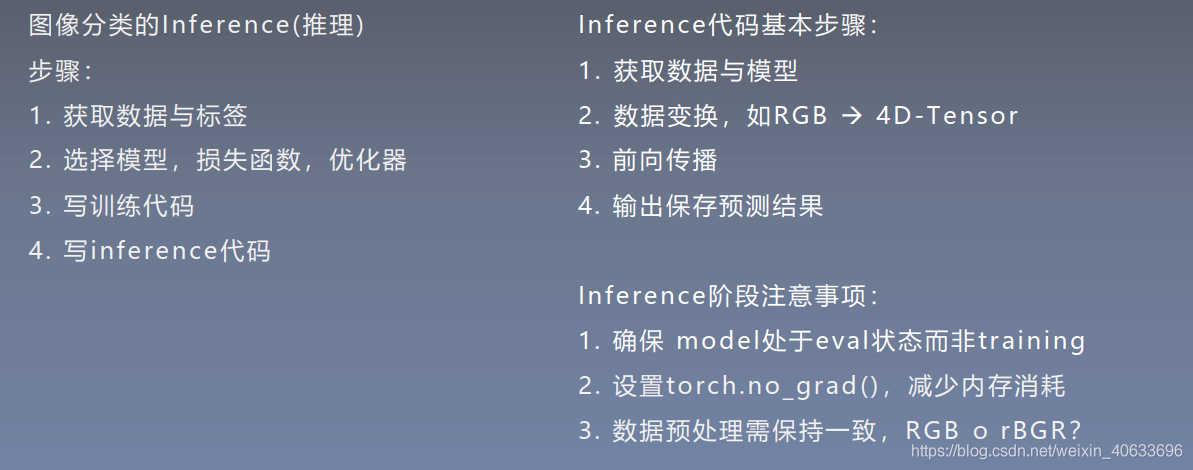 图像分类的Inference(推理)
步骤：
1. 获取数据与标签
2. 选择模型，损失函数，优化器
3. 写训练代码
4. 写inference代码
Inference代码基本步骤：
1. 获取数据与模型
2. 数据变换，如RGB → 4D-Tensor
3. 前向传播
4. 输出保存预测结果
Inference阶段注意事项：
1. 确保 model处于eval状态而非training
2. 设置torch.no_grad()，减少内存消耗
3. 数据预处理需保持一致，RGB o rBGR?
https://blog.csdn.net/weixin_40633696